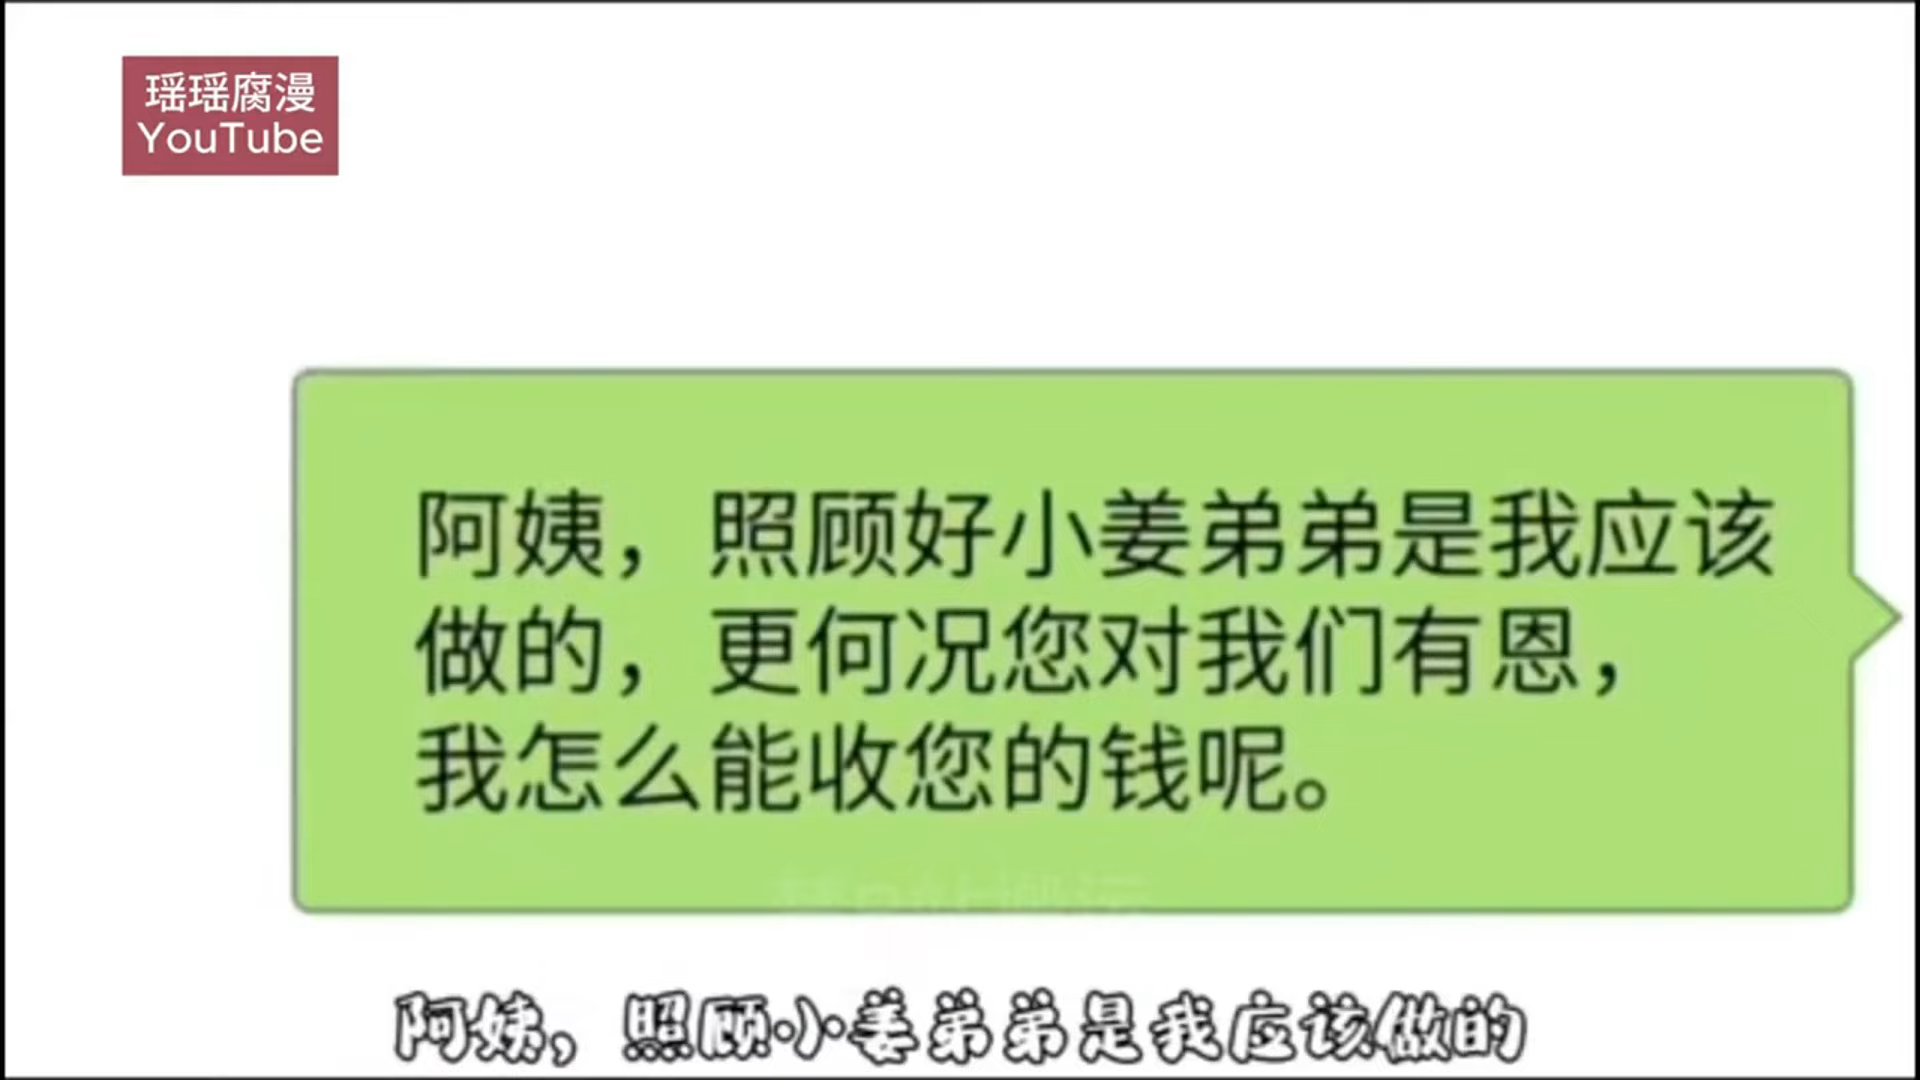 瑶瑶腐漫
YouTube
阿姨，照顾好小姜弟弟是我应该
做的，更何况您对我们有恩，
我怎么能收您的钱呢。
阿姨，照顾小姜弟弟是我应该做的